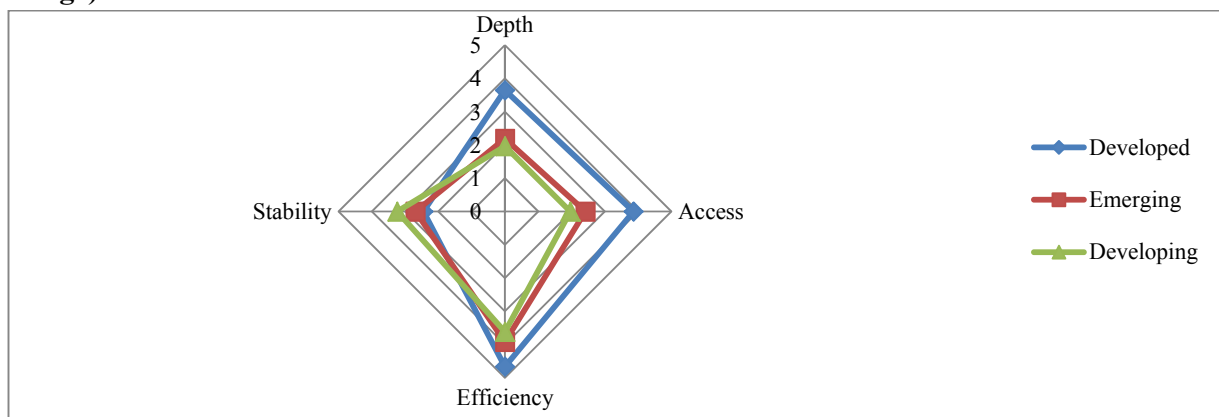 Depth
5
4
3
2
1
0
Stability
Access
Efficiency
Developed
Emerging
Developing